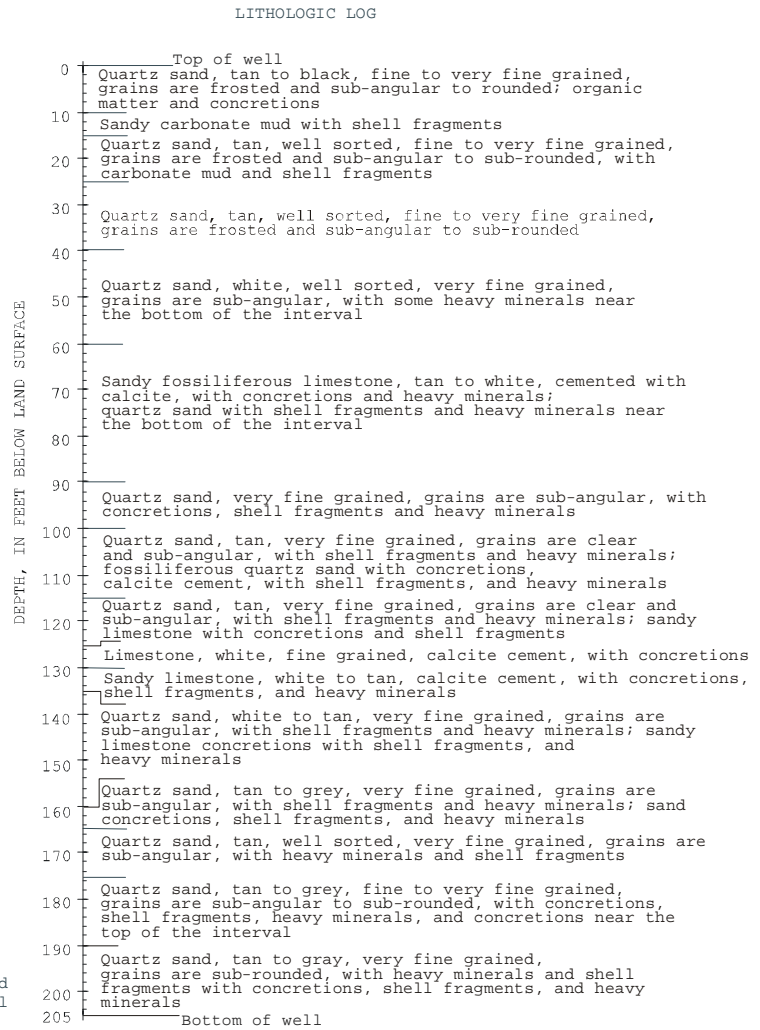 LITHOLOGIC LOG
Top of well
0
Quartz sand, tan to black, fine to very fine grained,
grains are frosted and sub-angular to rounded; organic
matter and concretions
10
Sandy carbonate mud with shell fragments
Quartz sand, tan, well sorted, fine to very fine grained,
20
grains are frosted and sub-angular to sub-rounded, with
carbonate mud and shell fragments
30
Quartz sand, tan, well sorted, fine to very fine grained,
grains are frosted and sub-angular to sub-rounded
40
Quartz sand, white, well sorted, very fine grained,
50
grains are sub-angular, with some heavy minerals near
the bottom of the interval
60
Sandy fossiliferous limestone, tan to white, cemented with
70
calcite, with concretions and heavy minerals;
quartz sand with shell fragments and heavy minerals near
the bottom of the interval
80
90
Quartz sand, very fine grained, grains are sub-angular, with
concretions, shell fragments and heavy minerals
100
Quartz sand, tan, very fine grained, grains are clear
and sub-angular, with shell fragments and heavy minerals;
fossiliferous quartz sand with concretions,
110
calcite cement, with shell fragments, and heavy minerals
Quartz sand, tan, very fine grained, grains are clear and
120
sub-angular, with shell fragments and heavy minerals; sandy
limestone with concretions and shell fragments
Limestone, white, fine grained, calcite cement, with concretions
130
Sandy limestone, white to tan, calcite cement, with concretions,
shell fragments, and heavy minerals
140
Quartz sand, white to tan, very fine grained, grains are
sub-angular, with shell fragments and heavy minerals; sandy
limestone concretions with shell fragments, and
heavy minerals
150
Quartz sand, tan to grey, very fine grained, grains are
160
sub-angular, with shell fragments and heavy minerals; sand
concretions, shell fragments, and heavy minerals
Quartz sand, tan, well sorted, very fine grained, grains are
170
sub-angular, with heavy minerals and shell fragments
Quartz sand, tan to grey, fine to very fine grained,
180
grains are sub-angular to sub-rounded, with concretions,
shell fragments, heavy minerals, and concretions near the
top of the interval
190
Quartz sand, tan to gray, very fine grained,
grains are sub-rounded, with heavy minerals and shell
fragments with concretions, shell fragments, and heavy
200
minerals
205
Bottom of well
DEPTH, IN FEET BELOW LAND SURFACE
d
l